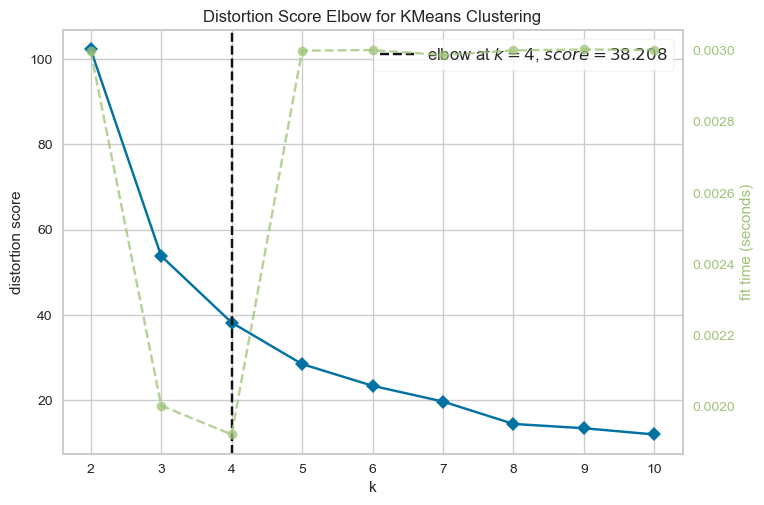 Distortion Score Elbow for KMeans Clustering
elbow at k = 4, score = 38.208
distortion score
100
80
60
40
20
0.0030
0.0028
0.0026
0.0024
0.0022
0.0020
fit time (seconds)
2 3 4 5 6 7 8 9 10
k